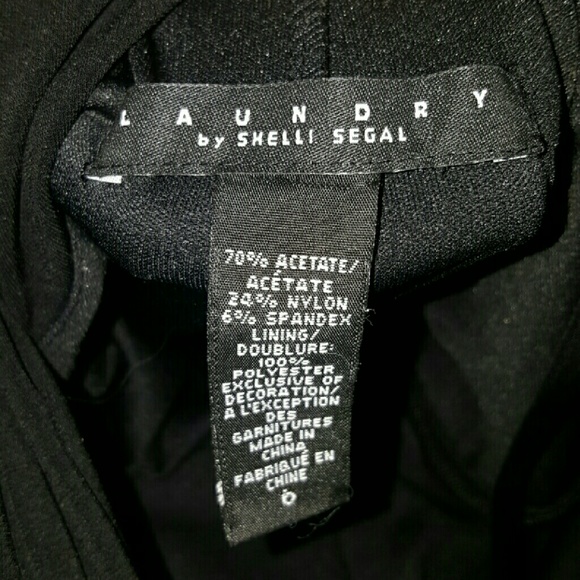 LAUNDRY
by SHELLI SEGAL
70% ACETATE/
ACÉTATE
24% NYLON
6% SPANDEX
LINING/
DOUBLURE:
100%
POLYESTER
EXCLUSIVE OF
DECORATION/
A L'EXCEPTION
DES
GARNITURES
MADE IN
CHINA
FABRIQUÉ EN
CHINE
0